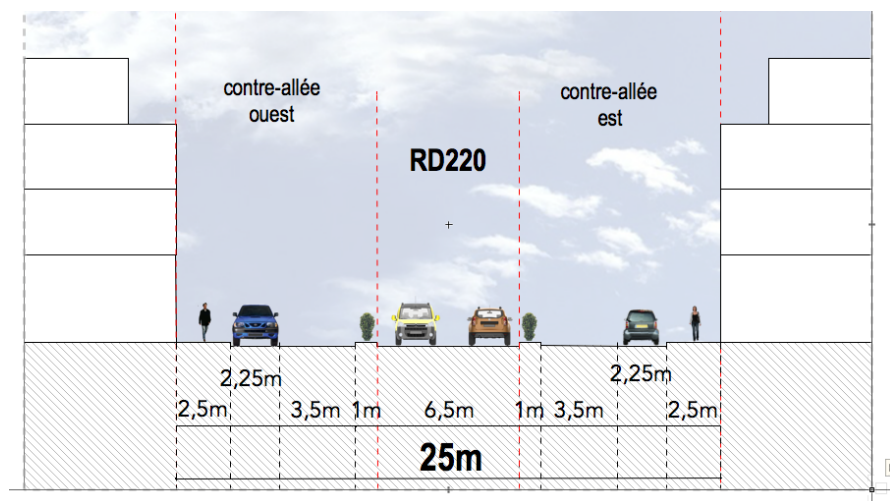 contre-allée
ouest
contre-allée
est
RD220
2,25m
2,25m
2,5m
3,5m
1m
6,5m
1m
3,5m
2,5m
25m